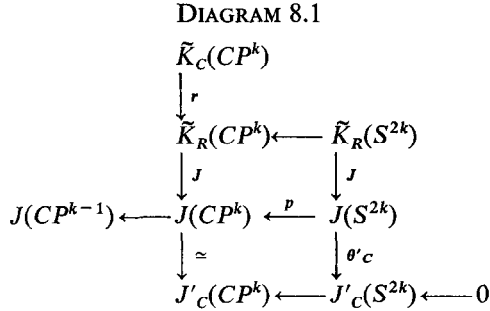 DIAGRAM 8.1
K̃_C(CP^k)
r
K̃_R(CP^k) ← K̃_R(S^{2k})
J J
J(CP^{k-1}) ← J(CP^k) ←^p J(S^{2k})
≃ θ'_C
J'_C(CP^k) ← J'_C(S^{2k}) ← 0